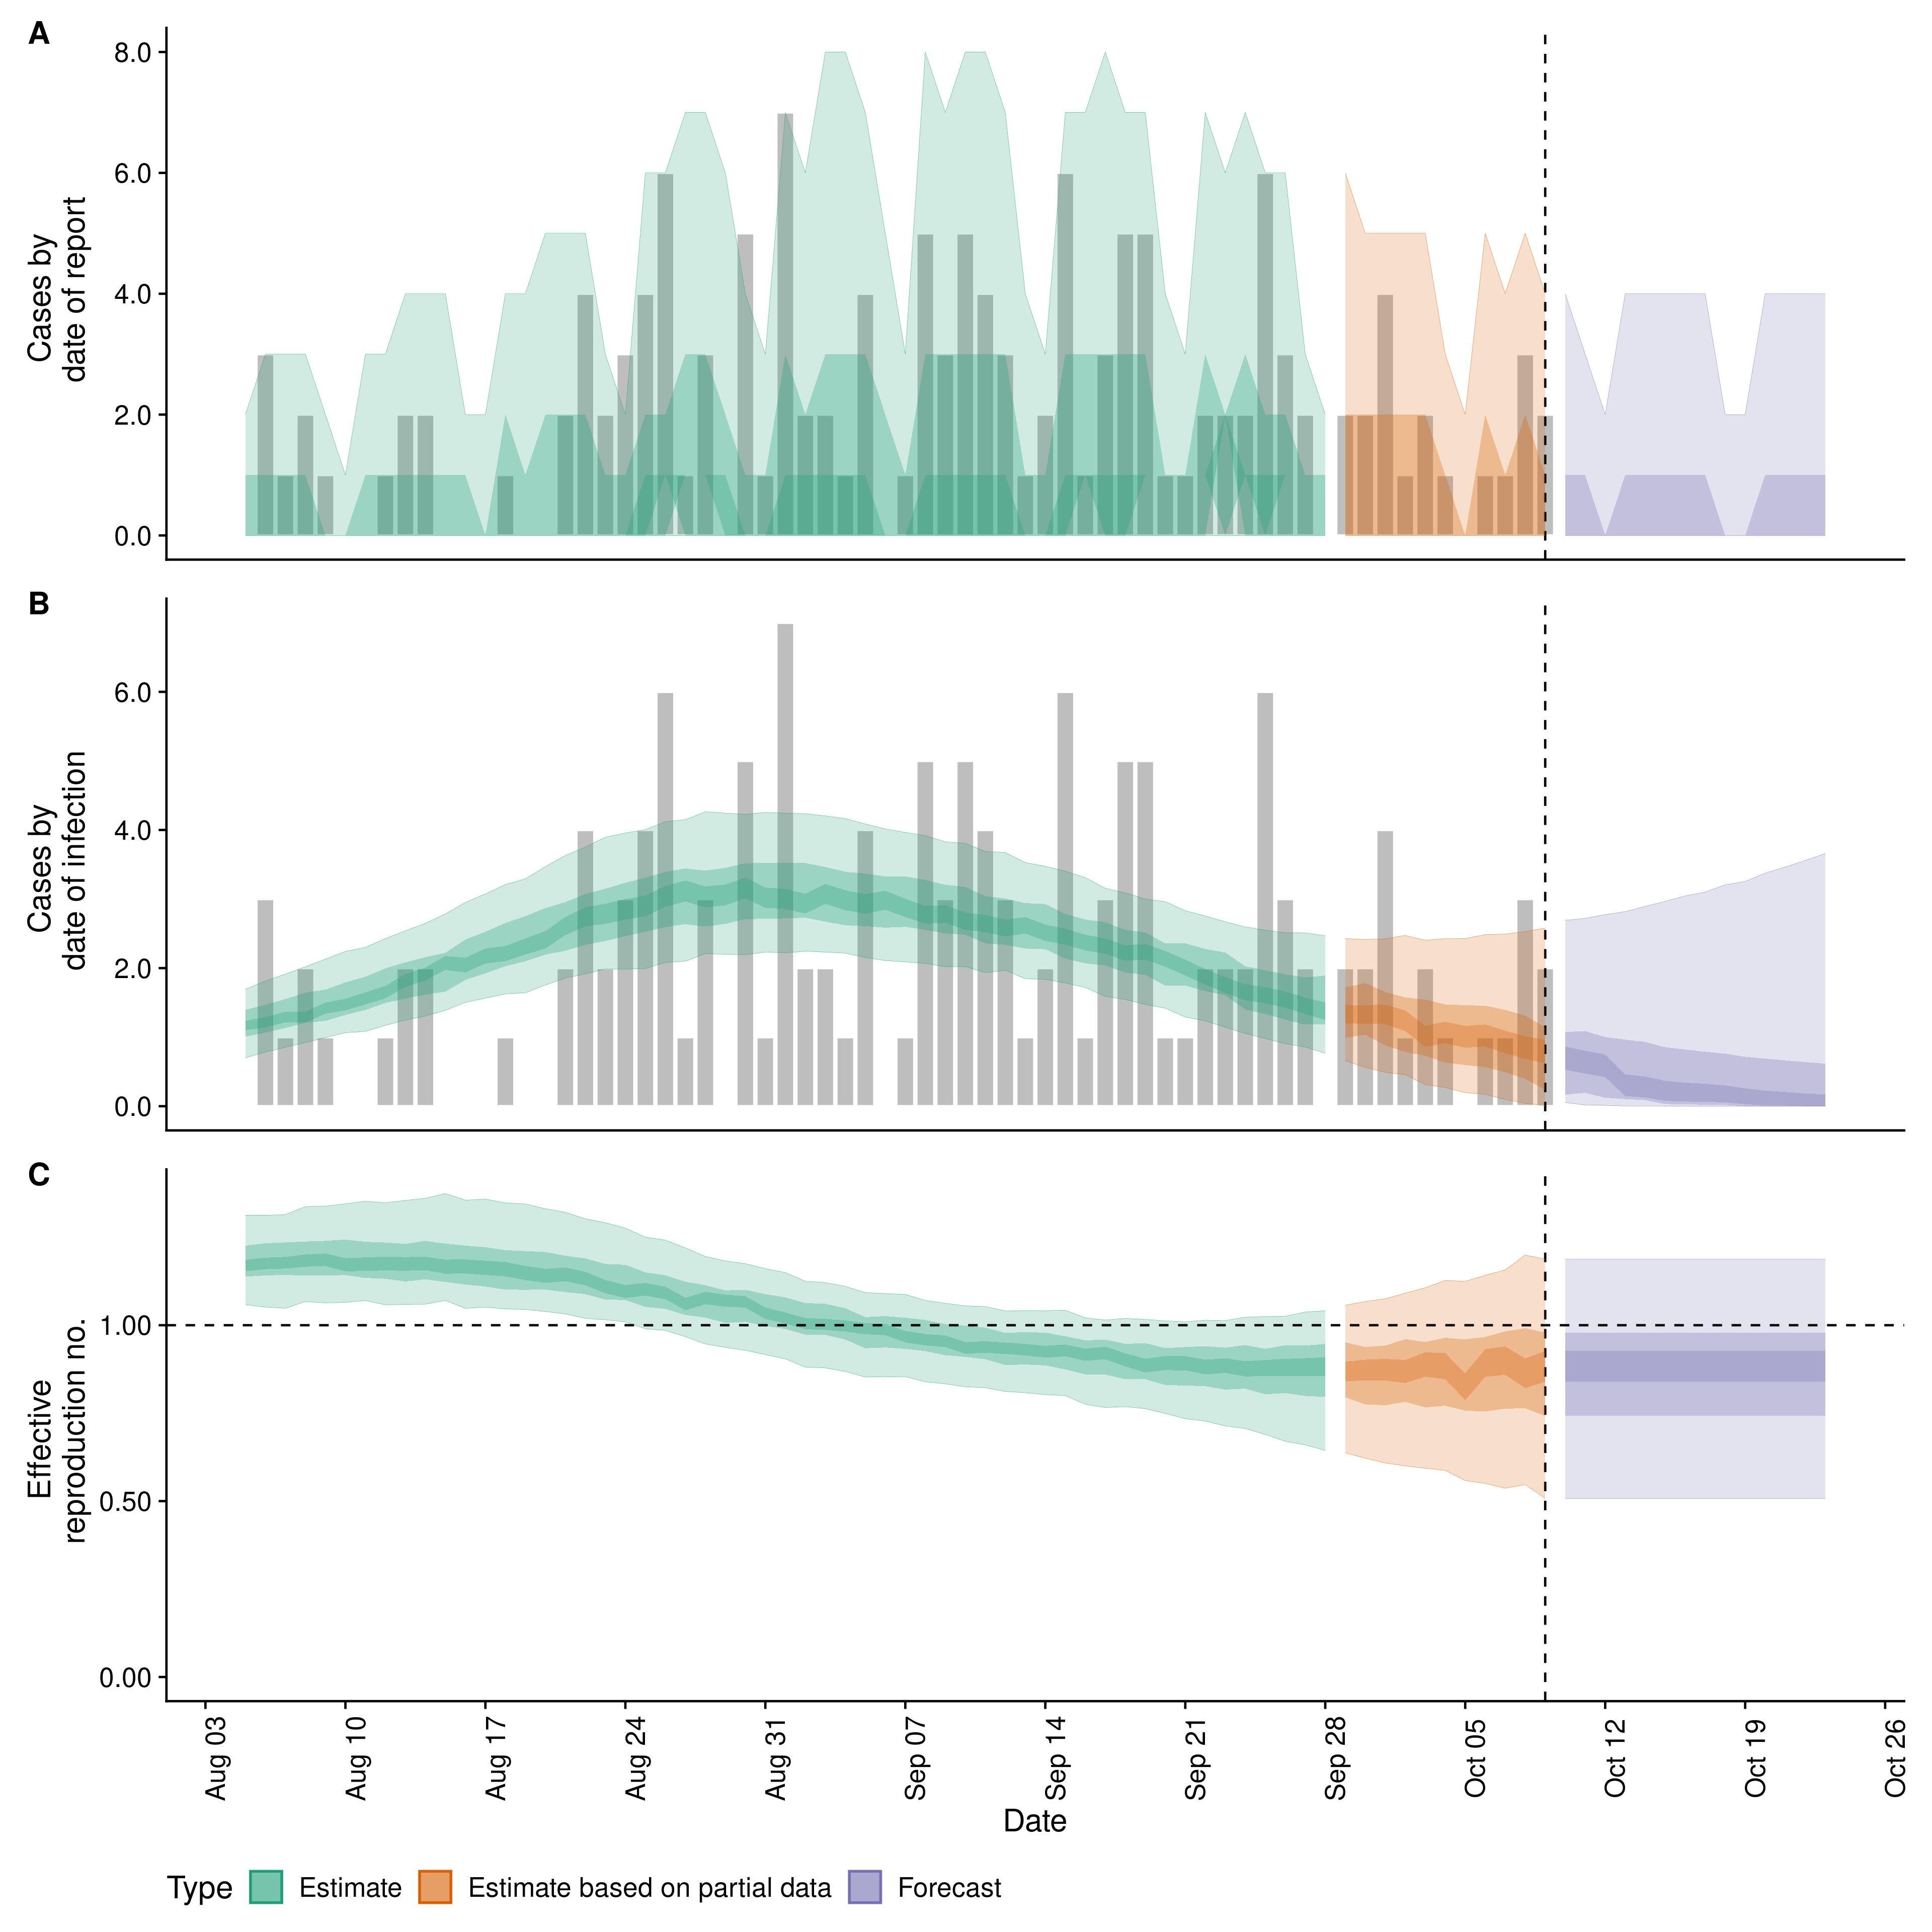 A
8.0
6.0
4.0
2.0
0.0
Cases by
date of report
B
6.0
4.0
2.0
0.0
Cases by
date of infection
C
1.00
0.50
0.00
Effective
reproduction no.
Aug 03
Aug 10
Aug 17
Aug 24
Aug 31
Sep 07
Sep 14
Sep 21
Sep 28
Oct 05
Oct 12
Oct 19
Oct 26
Date
Type
Estimate
Estimate based on partial data
Forecast